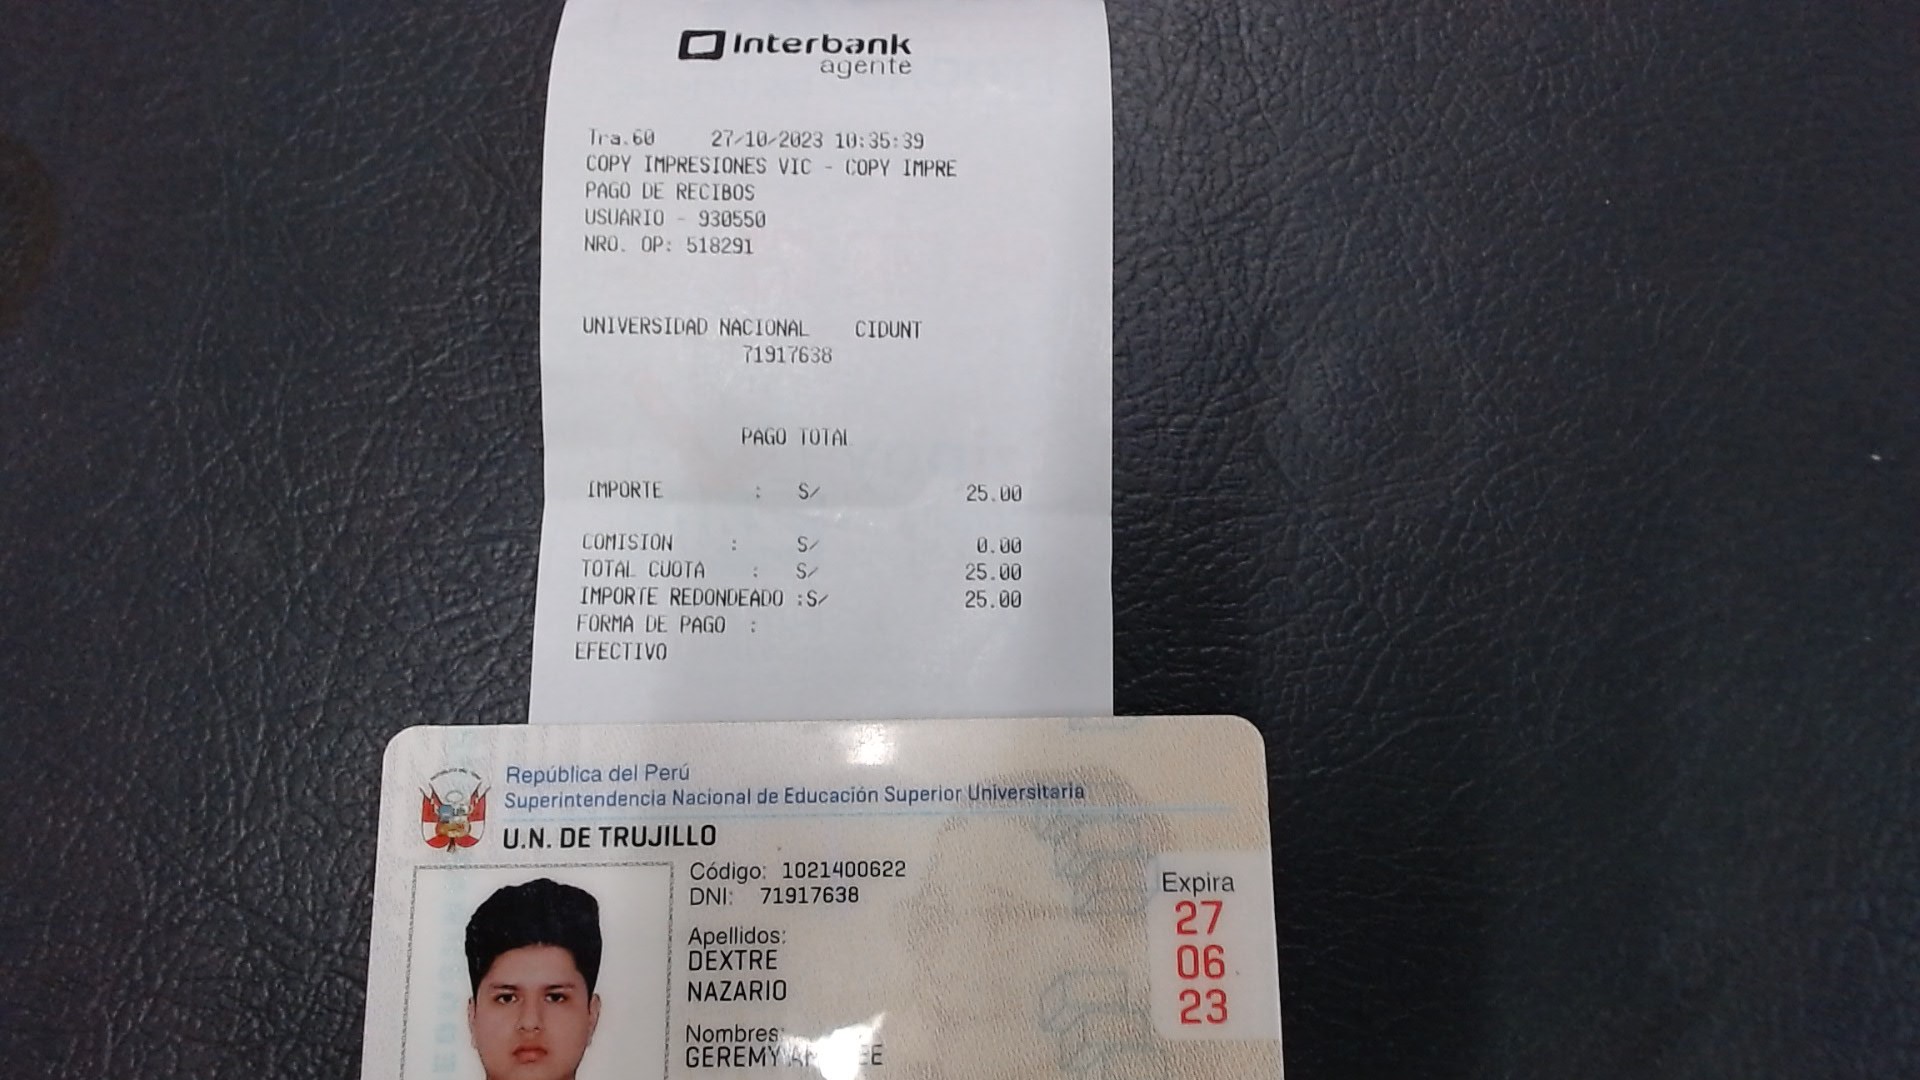 Interbank
agente
Tra.60 27/10/2023 10:35:39
COPY IMPRESIONES VIC - COPY IMPRE
PAGO DE RECIBOS
USUARIO - 930550
NRO. OP: 518291
UNIVERSIDAD NACIONAL CIDUNT
71917638
PAGO TOTAL
IMPORTE : S/ 25.00
COMISION : S/ 0.00
TOTAL CUOTA : S/ 25.00
IMPORTE REDONDEADO :S/ 25.00
FORMA DE PAGO :
EFECTIVO
República del Perú
Superintendencia Nacional de Educación Superior Universitaria
U.N. DE TRUJILLO
Código: 1021400622
DNI: 71917638
Apellidos:
DEXTRE
NAZARIO
Nombres:
GEREMY
Expira
27
06
23